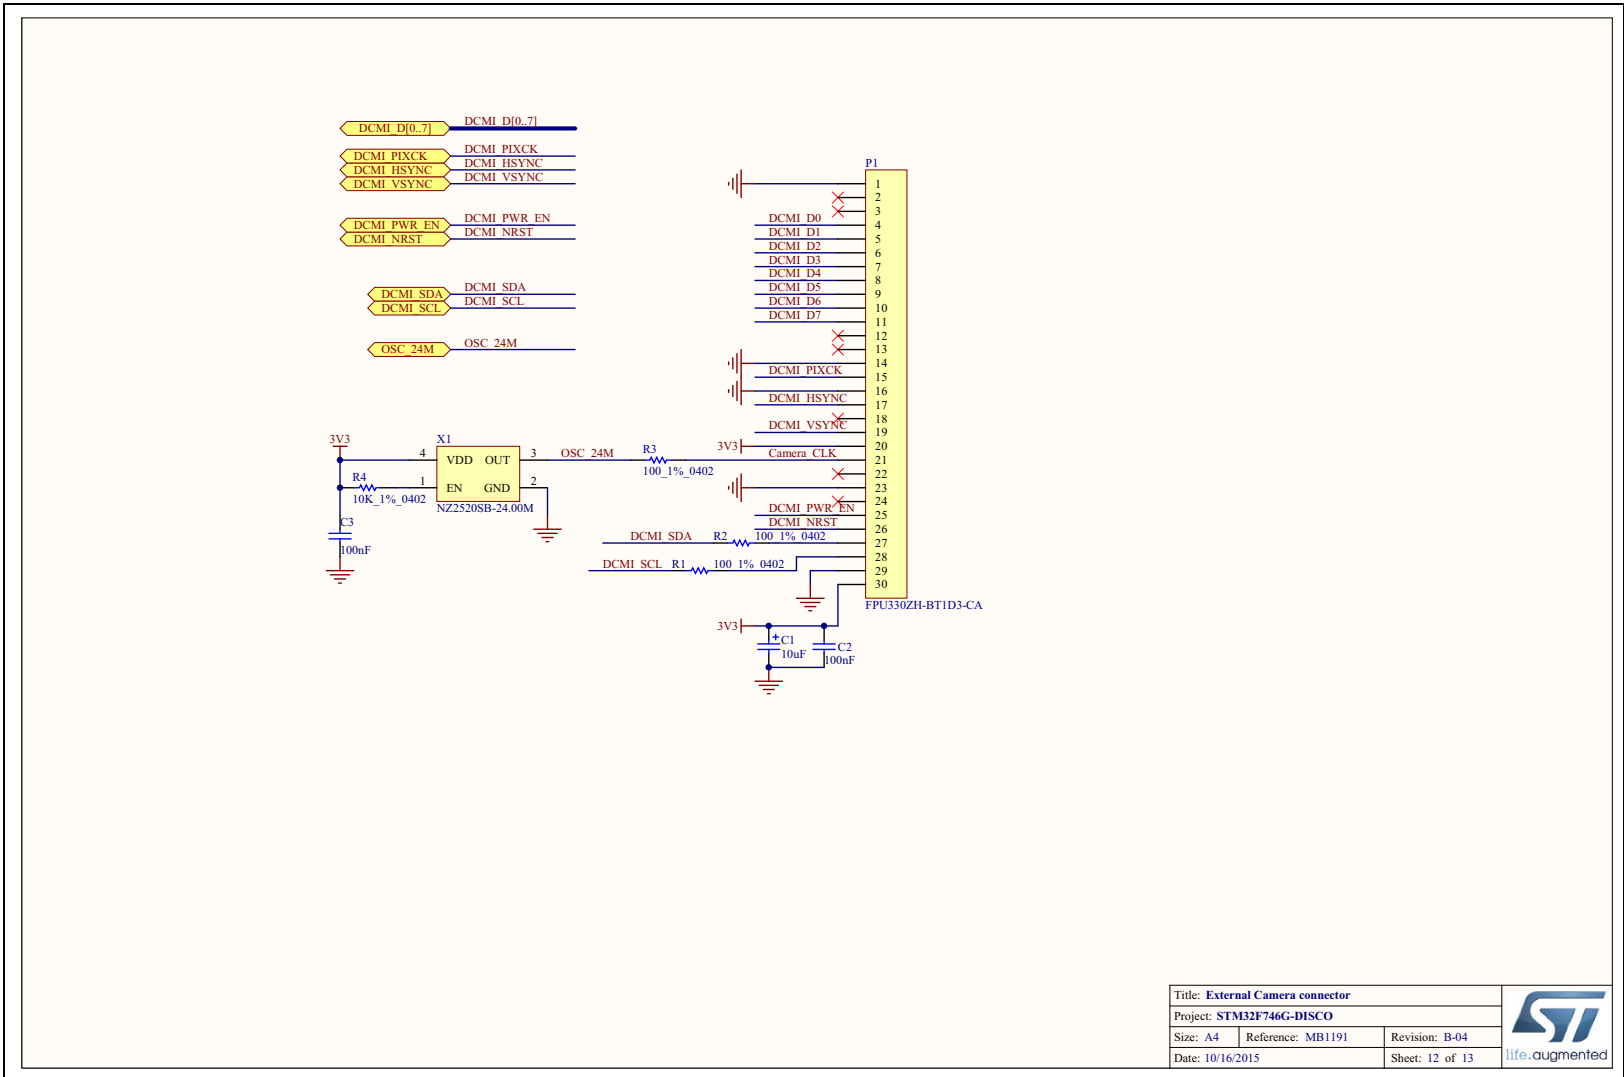 DCMI_D[0..7] DCMI_D[0..7]
DCMI_PIXCK DCMI_PIXCK
DCMI_HSYNC DCMI_HSYNC
DCMI_VSYNC DCMI_VSYNC
DCMI_PWR_EN DCMI_PWR_EN
DCMI_NRST DCMI_NRST
DCMI_SDA DCMI_SDA
DCMI_SCL DCMI_SCL
OSC_24M OSC_24M
P1
1
2
3
DCMI_D0 4
DCMI_D1 5
DCMI_D2 6
DCMI_D3 7
DCMI_D4 8
DCMI_D5 9
DCMI_D6 10
DCMI_D7 11
12
13
14
DCMI_PIXCK 15
16
DCMI_HSYNC 17
18
DCMI_VSYNC 19
3V3 20
Camera_CLK 21
22
23
24
DCMI_PWR_EN 25
DCMI_NRST 26
DCMI_SDA R2 100_1%_0402 27
28
DCMI_SCL R1 100_1%_0402 29
30
FPU330ZH-BT1D3-CA
3V3
X1
4 VDD OUT 3 OSC_24M R3
100_1%_0402
R4 1 EN GND 2
10K_1%_0402
NZ2520SB-24.00M
C3
100nF
3V3
+ C1
10uF
C2
100nF
Title: External Camera connector
Project: STM32F746G-DISCO
Size: A4 Reference: MB1191 Revision: B-04
Date: 10/16/2015 Sheet: 12 of 13
ST
life.augmented